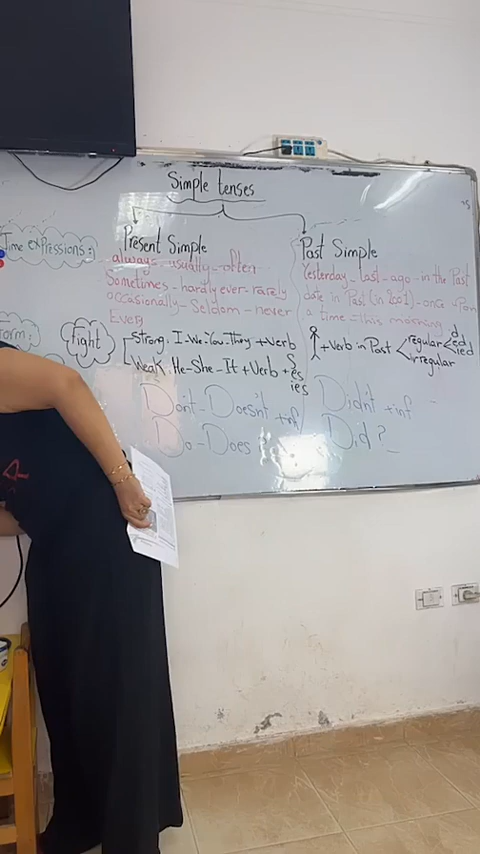 Simple tenses
Time expressions:
Present Simple
always - usually - often
Sometimes - hardly ever - rarely
occasionally - Seldom - never
Every
Past Simple
Yesterday - last - ago - in the Past
date in Past (in 2001) - once upon
a time - this morning
form:
Fight
Strong: I - We - You - They + Verb
Weak: He - She - It + Verb + S
es
ies
+ Verb in Past
regular
d
ed
ied
irregular
Don't - Doesn't + inf
Do - Does
Didn't + inf
Did ?